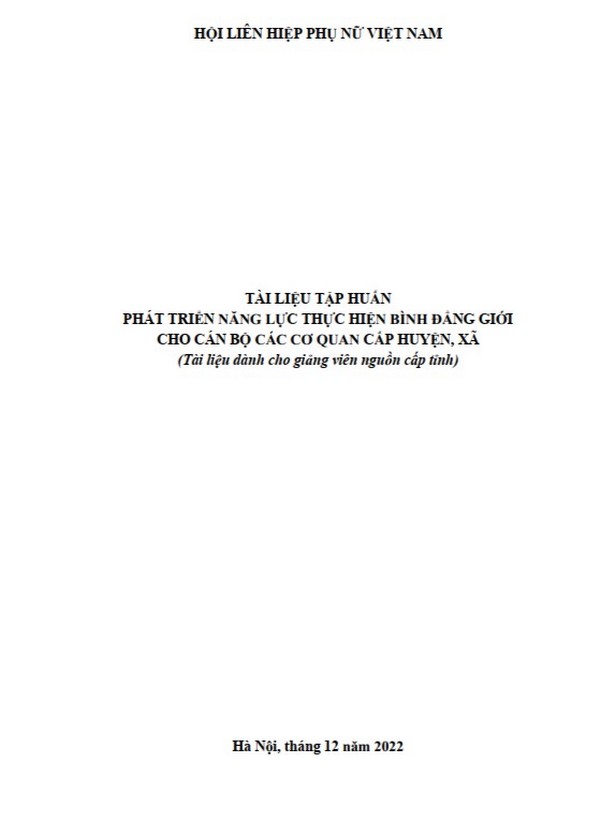 HỘI LIÊN HIỆP PHỤ NỮ VIỆT NAM
TÀI LIỆU TẬP HUẤN
PHÁT TRIỂN NĂNG LỰC THỰC HIỆN BÌNH ĐẲNG GIỚI
CHO CÁN BỘ CÁC CƠ QUAN CẤP HUYỆN, XÃ
(Tài liệu dành cho giảng viên nguồn cấp tỉnh)
Hà Nội, tháng 12 năm 2022